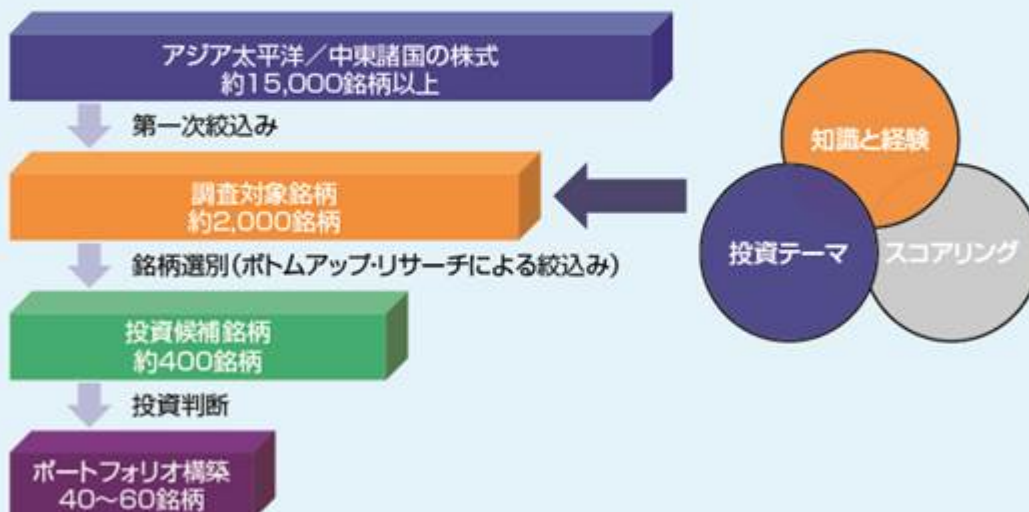 アジア太平洋／中東諸国の株式
約15,000銘柄以上
第一次絞込み
調査対象銘柄
約2,000銘柄
銘柄選別（ボトムアップ・リサーチによる絞込み）
投資候補銘柄
約400銘柄
投資判断
ポートフォリオ構築
40～60銘柄
知識と経験
投資テーマ
スコアリング